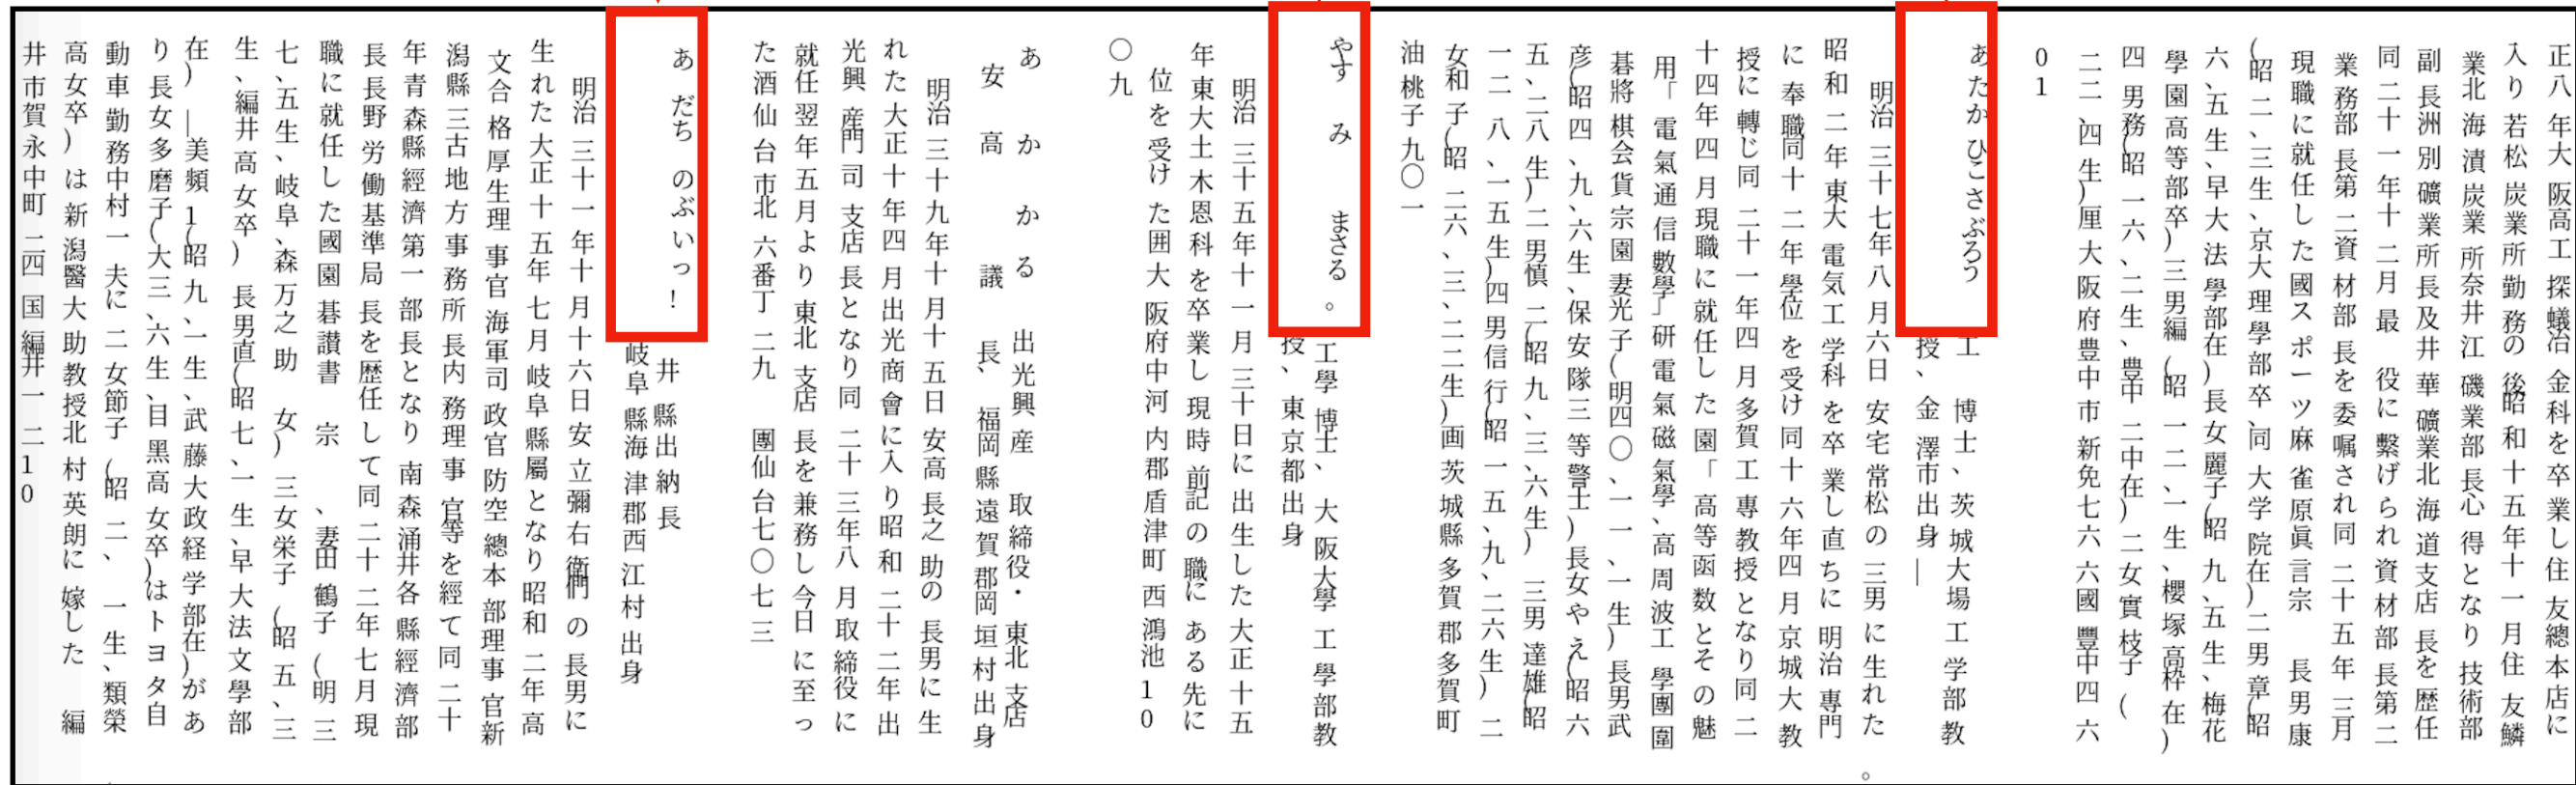 正八年大阪高工探蟻冶金科を卒業し住友總本店に
入り若松炭業所勤務の後昭和十五年十一月住友鱗
業北海漬炭業所奈井江磯業部長心得となり技術部
副長洲別礦業所長及井華礦業北海道支店長を歴任
同二十一年十二月最役に繫げられ資材部長第二
業務部長第二資材部長を委嘱され同二十五年三月
現職に就任した國スポーツ麻雀原眞言宗長男康
(昭二、三生、京大理學部卒、同大学院在)二男章(昭
六、五生、早大法學部在)長女麗子(昭九、五生、梅花
學園高等部卒)三男編(昭一二、一生、櫻塚高枠在)
四男務(昭一六、二生、豊中二中在)二女實枝子(
二二、四生)厘大阪府豊中市新免七六六國豐中四六
01
あたか ひこさぶろう
工博士、茨城大場工学部教
授、金澤市出身|
明治三十七年八月六日安宅常松の三男に生れた。
昭和二年東大電気工学科を卒業し直ちに明治專門
に奉職同十二年學位を受け同十六年四月京城大教
授に轉じ同二十一年四月多賀工專教授となり同二
十四年四月現職に就任した園「高等函数とその魅
用「電氣通信數學」研電氣磁氣學、高周波工學團圍
碁將棋会貨宗園妻光子(明四〇、一一、一生)長男武
彦(昭四、九、六生、保安隊三等警士)長女やえ(昭六
五、二八生)二男慎二(昭九、三、六生)三男達雄(昭
一二八、一五生)四男信行(昭一五、九、二六生)二
女和子(昭二六、三、二二生)画茨城縣多賀郡多賀町
油桃子九〇一
やす み まさる。
工學博士、大阪大學工學部教
授、東京都出身
明治三十五年十一月三十日に出生した大正十五
年東大土木恩科を卒業し現時前記の職にある先に
位を受けた囲大阪府中河内郡盾津町西鴻池10
〇九
あかかる出光興産取締役・東北支店
安高議長、福岡縣遠賀郡岡垣村出身
明治三十九年十月十五日安高長之助の長男に生
れた大正十年四月出光商會に入り昭和二十二年出
光興産門司支店長となり同二十三年八月取締役に
就任翌年五月より東北支店長を兼務し今日に至っ
た酒仙台市北六番丁二九團仙台七〇七三
あだち のぶいっ!
井縣出納長
岐阜縣海津郡西江村出身
明治三十一年十月十六日安立彌右衛門の長男に
生れた大正十五年七月岐阜縣屬となり昭和二年高
文合格厚生理事官海軍司政官防空總本部理事官新
潟縣三古地方事務所長内務理事官等を經て同二十
年青森縣經濟第一部長となり南森涌井各縣經濟部
長長野労働基準局長を歴任して同二十二年七月現
職に就任した國園碁讃書宗、妻田鶴子(明三
七、五生、岐阜、森万之助女)三女栄子(昭五、三
生、編井高女卒)長男直(昭七、一生、早大法文學部
在)|美頻1(昭九、一生、武藤大政経学部在)があ
り長女多磨子(大三、六生、目黒高女卒)はトヨタ自
動車勤務中村一夫に二女節子(昭二、一生、類榮
高女卒)は新潟醫大助教授北村英朗に嫁した編
井市賀永中町二四国編井一二10